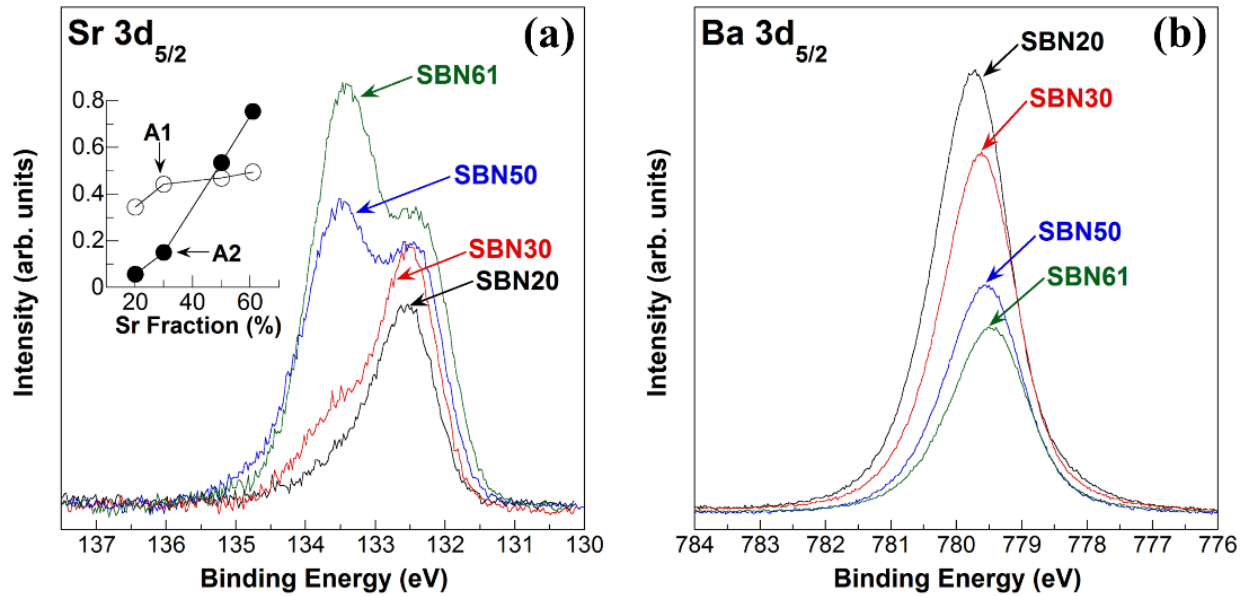 Sr 3d5/2
(a)
SBN61
0.8
A1
0.6
SBN50
0.4
SBN30
0.2
A2
SBN20
0
20 30 40 50 60
Sr Fraction (%)
Intensity (arb. units)
137 136 135 134 133 132 131 130
Binding Energy (eV)
Ba 3d5/2
(b)
SBN20
SBN30
SBN50
SBN61
Intensity (arb. units)
784 783 782 781 780 779 778 777 776
Binding Energy (eV)